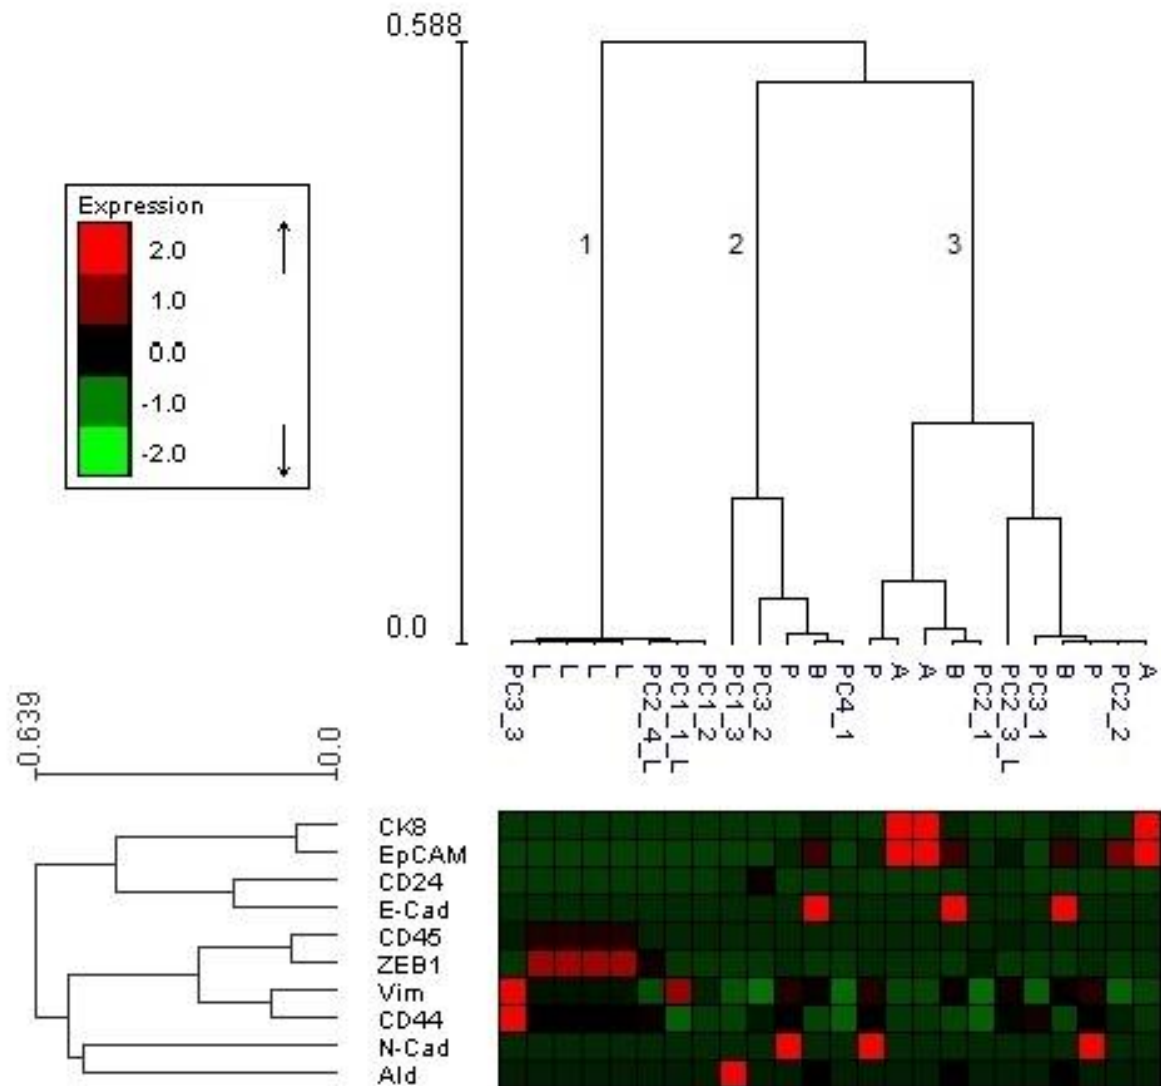 0.588
Expression
2.0
1.0
0.0
-1.0
-2.0
1
2
3
0.0
PC3_3
L
L
L
L
PC2_4_L
PC1_1_L
PC1_2
PC1_3
PC3_2
P
B
PC4_1
P
A
A
B
PC2_1
PC2_3_L
PC3_1
B
P
PC2_2
A
0.639
0.0
CK8
EpCAM
CD24
E-Cad
CD45
ZEB1
Vim
CD44
N-Cad
Ald